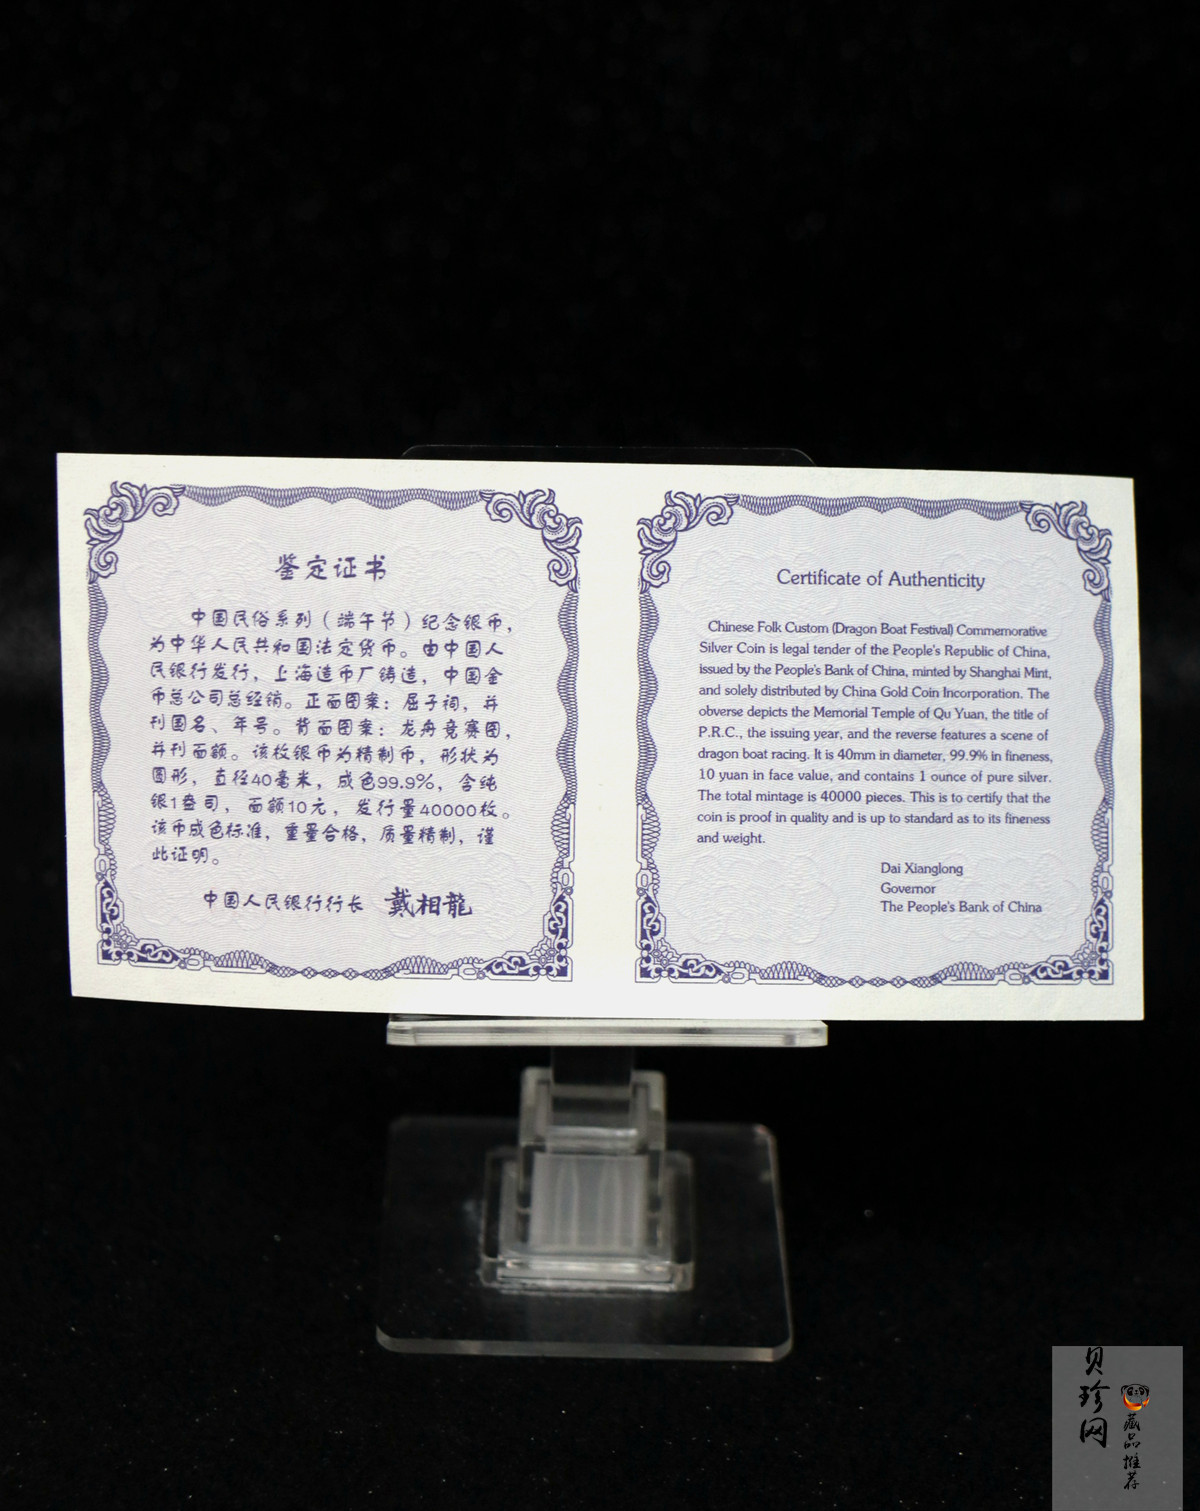 鉴定证书
中国民俗系列（端午节）纪念银币，
为中华人民共和国法定货币。由中国人
民银行发行，上海造币厂铸造，中国金
币总公司总经销。正面图案：屈子祠，并
刊国名、年号。背面图案：龙舟竞赛图，
并刊面额。该枚银币为精制币，形状为
圆形，直径40毫米，成色99.9%，含纯
银1盎司，面额10元，发行量40000枚。
该币成色标准，重量合格，质量精制，谨
此证明。
中国人民银行行长 戴相龍
Certificate of Authenticity
Chinese Folk Custom (Dragon Boat Festival) Commemorative
Silver Coin is legal tender of the People's Republic of China,
issued by the People's Bank of China, minted by Shanghai Mint,
and solely distributed by China Gold Coin Incorporation. The
obverse depicts the Memorial Temple of Qu Yuan, the title of
P.R.C., the issuing year, and the reverse features a scene of
dragon boat racing. It is 40mm in diameter, 99.9% in fineness,
10 yuan in face value, and contains 1 ounce of pure silver.
The total mintage is 40000 pieces. This is to certify that the
coin is proof in quality and is up to standard as to its fineness
and weight.
Dai Xianglong
Governor
The People's Bank of China
贝珍网
藏品推荐